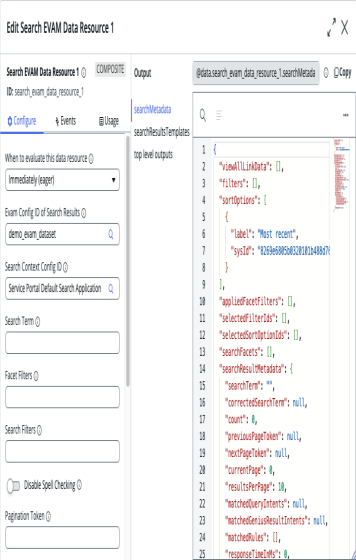 Edit Search EVAM Data Resource 1
Search EVAM Data Resource 1
COMPOSITE
ID: search_evam_data_resource_1
Configure
Events
Usage
When to evaluate this data resource
Immediately (eager)
Evam Config ID of Search Results
demo_evam_dataset
Search Context Config ID
Service Portal Default Search Application
Search Term
Facet Filters
Search Filters
Disable Spell Checking
Pagination Token
Output
@data.search_evam_data_resource_1.searchMetada
Copy
searchMetadata
searchResultTemplates
top level outputs
1 {
2 "viewAllLinkData": [],
3 "filters": [],
4 "sortOptions": [
5 {
6 "label": "Most recent",
7
"sysId":
8 }
9 ],
10 "appliedFacetFilters": [],
11 "selectedFilterIds": [],
12 "selectedSortOptionIds": [],
13 "searchFacets": [],
14 "searchResultMetadata": {
15 "searchTerm": "",
16 "correctedSearchTerm": null,
17 "count": 0,
18 "previousPageToken": null,
19 "nextPageToken": null,
20 "currentPage": 0,
21 "resultsPerPage": 10,
22 "matchedQueryIntents": null,
23 "matchedGeniusResultIntents": null,
24 "matchedRules": [],
25 "responseTimeInMs": 0,